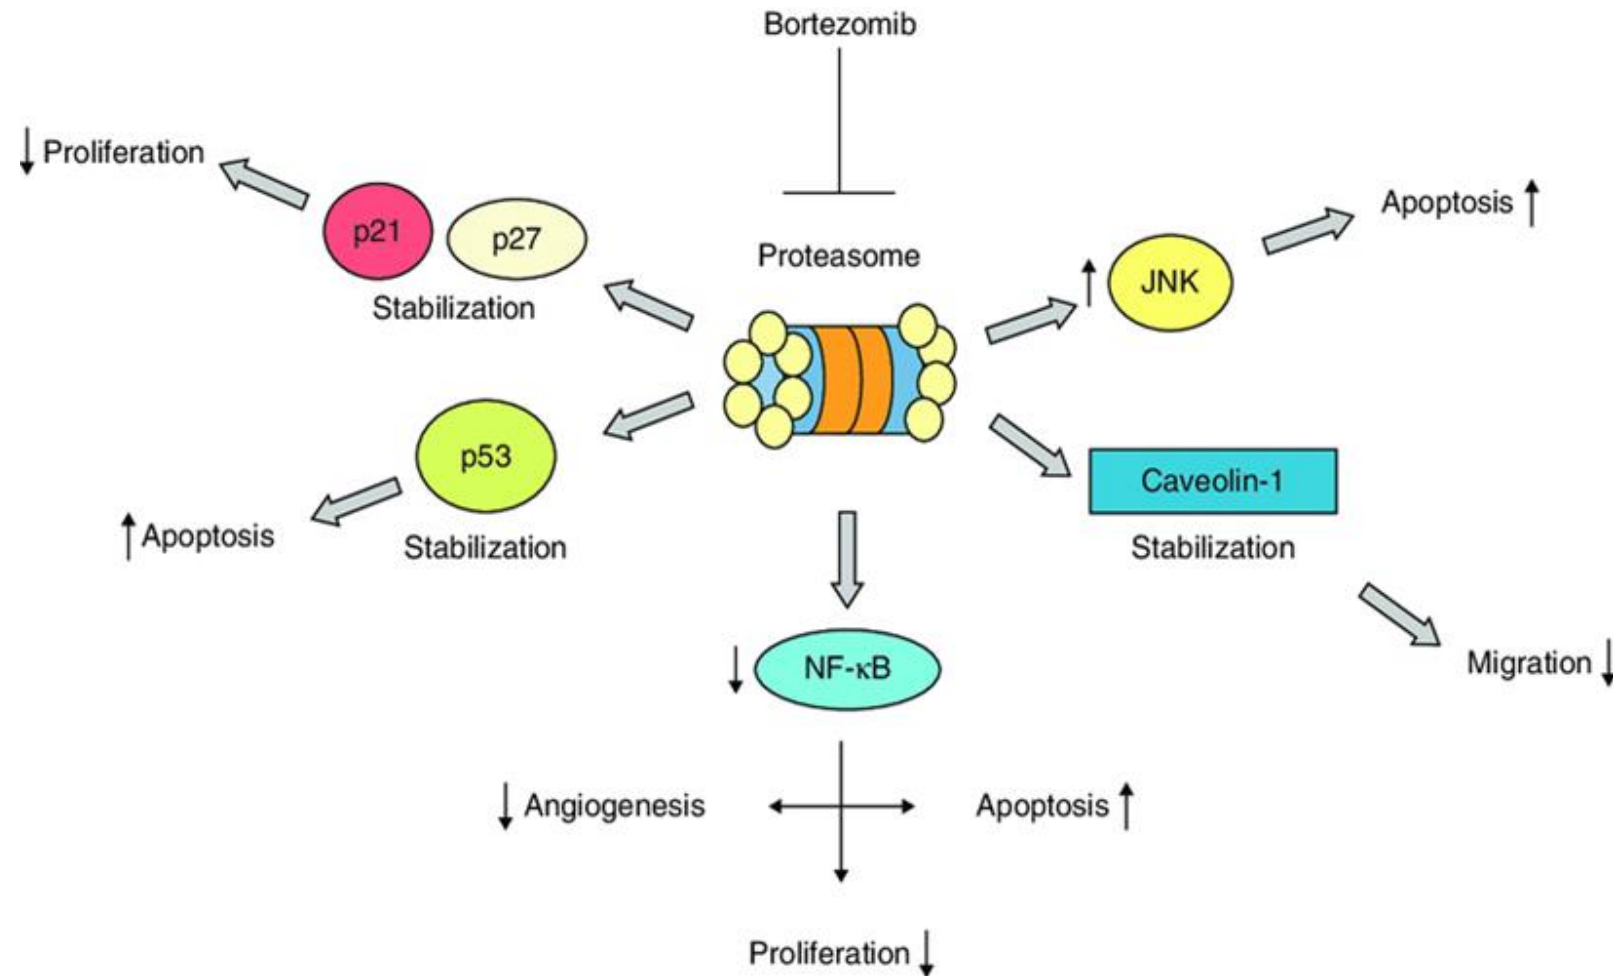 Bortezomib
↓ Proliferation
p21
p27
Stabilization
Proteasome
Apoptosis ↑
↑ JNK
p53
Stabilization
↑ Apoptosis
Caveolin-1
Stabilization
Migration ↓
↓ NF-κB
↓ Angiogenesis
Apoptosis ↑
Proliferation ↓